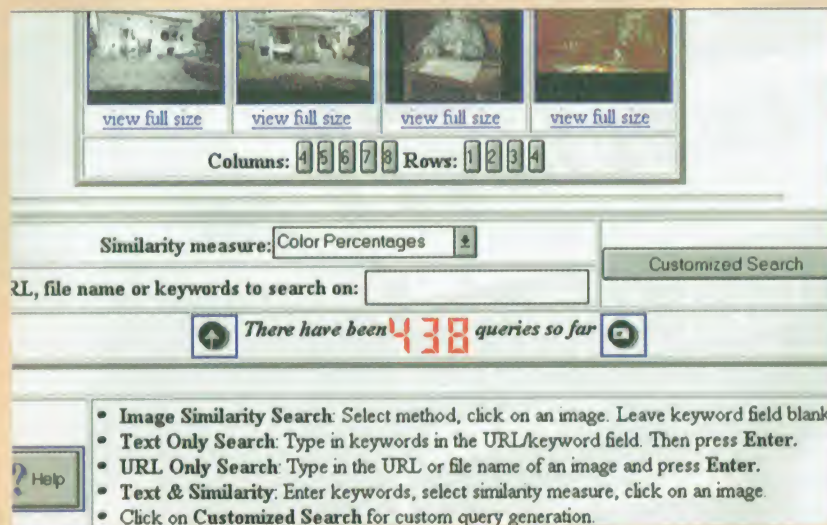 view full size view full size view full size view full size
Columns: 4 5 6 7 8 Rows: 1 2 3 4
Similarity measure: Color Percentages
Customized Search
RL, file name or keywords to search on:
There have been 438 queries so far
Image Similarity Search: Select method, click on an image. Leave keyword field blank
Text Only Search: Type in keywords in the URL/keyword field. Then press Enter.
URL Only Search: Type in the URL or file name of an image and press Enter.
? Help
Text & Similarity: Enter keywords, select similarity measure, click on an image.
Click on Customized Search for custom query generation.